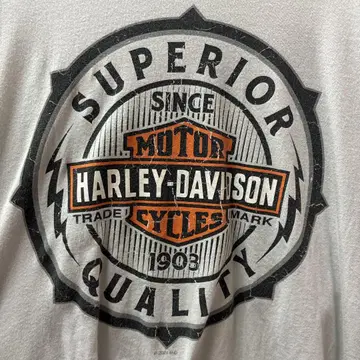 SUPERIOR
SINCE
MOTOR
HARLEY-DAVIDSON
TRADE MARK
CYCLES
1903
QUALITY